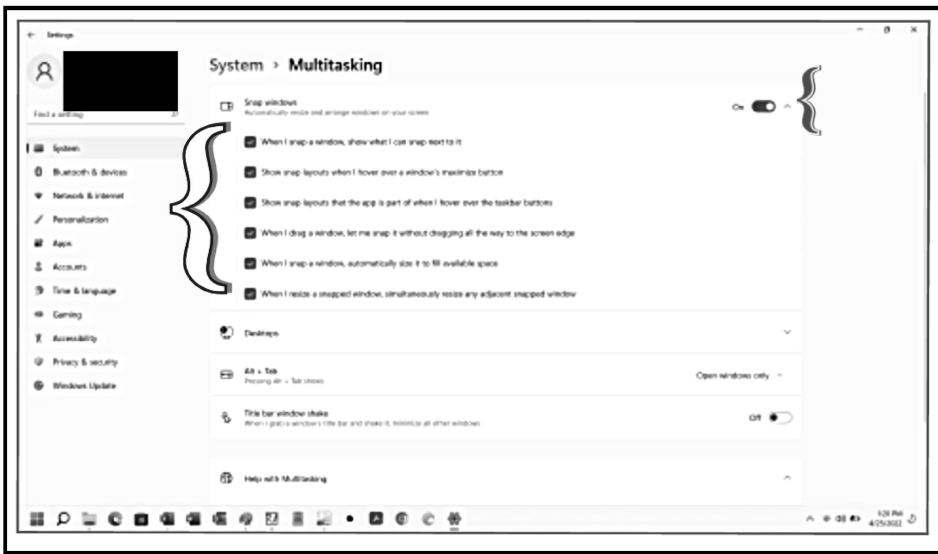 Settings
System > Multitasking
Find a setting
System
Bluetooth & devices
Network & internet
Personalization
Apps
Accounts
Time & language
Gaming
Accessibility
Privacy & security
Windows Update
Snap windows
Automatically resize and arrange windows on your screen
On
When I snap a window, show what I can snap next to it
Show snap layouts when I hover over a window's maximize button
Show snap layouts that the app is part of when I hover over the taskbar buttons
When I drag a window, let me snap it without dragging all the way to the screen edge
When I snap a window, automatically size it to fill available space
When I resize a snapped window, simultaneously resize any adjacent snapped window
Desktops
Alt + Tab
Pressing Alt + Tab shows
Open windows only
Title bar window shake
When I grab a window's title bar and shake it, minimize all other windows
Off
Help with Multitasking
1:28 PM
4/25/2022